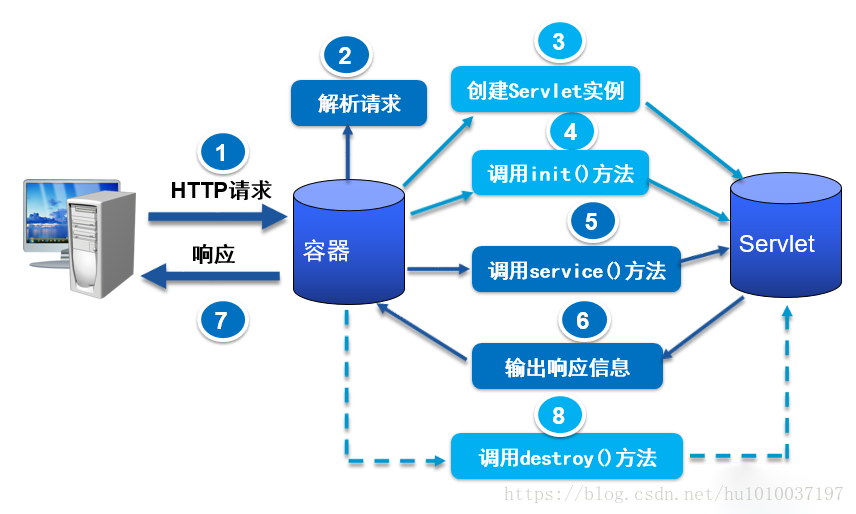 1
HTTP请求
2
解析请求
3
创建Servlet实例
4
调用init()方法
5
调用service()方法
容器
Servlet
响应
7
6
输出响应信息
8
调用destroy()方法
https://blog.csdn.net/hu1010037197